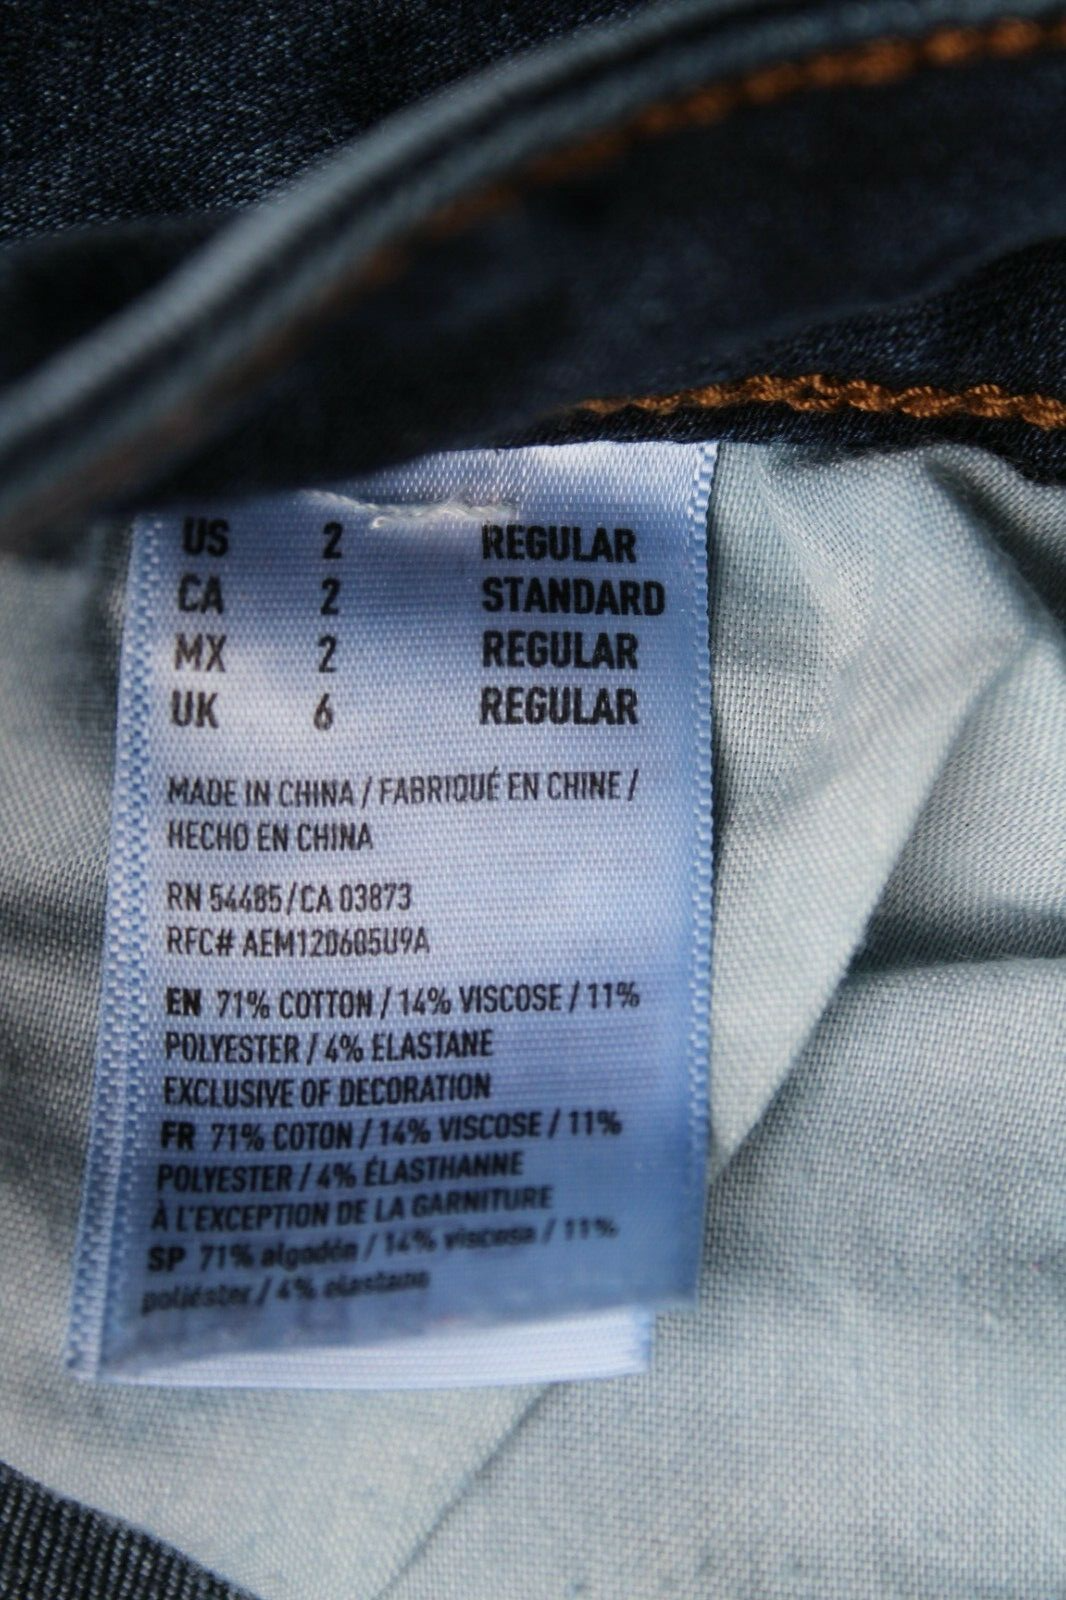 US 2 REGULAR
CA 2 STANDARD
MX 2 REGULAR
UK 6 REGULAR
MADE IN CHINA / FABRIQUÉ EN CHINE /
HECHO EN CHINA
RN 54485/CA 03873
RFC# AEM120605U9A
EN 71% COTTON / 14% VISCOSE / 11%
POLYESTER / 4% ELASTANE
EXCLUSIVE OF DECORATION
FR 71% COTON / 14% VISCOSE / 11%
POLYESTER / 4% ÉLASTHANNE
À L'EXCEPTION DE LA GARNITURE
SP 71% algodón / 14% viscosa / 11%
poliéster / 4% elastano